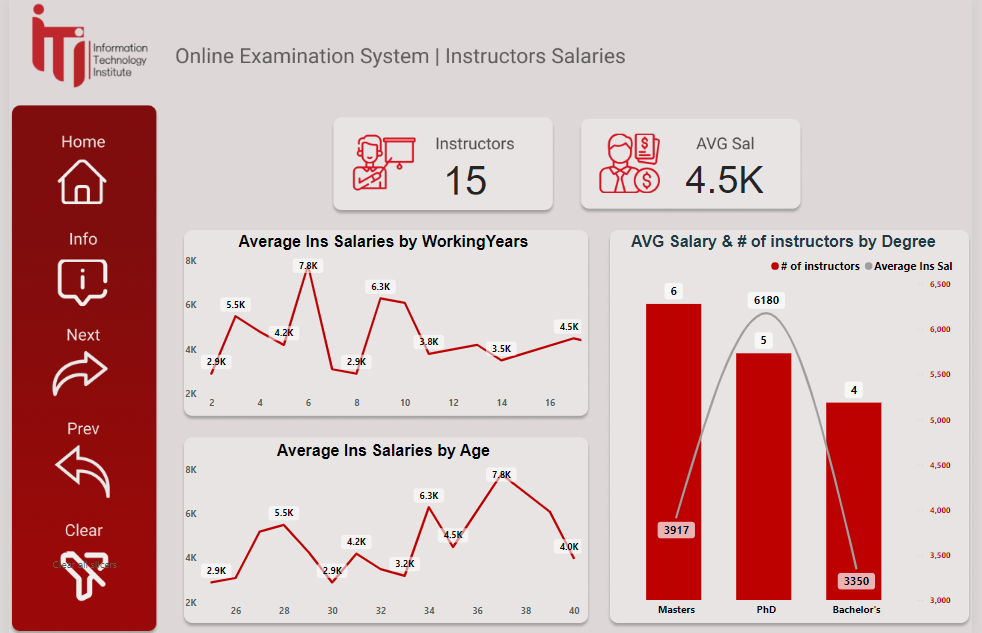 iTi
Information
Technology
Institute
Online Examination System | Instructors Salaries
Home
Info
Next
Prev
Clear
Clear all slicers
Instructors
15
AVG Sal
4.5K
Average Ins Salaries by WorkingYears
8K
6K
4K
2K
2.9K
5.5K
4.2K
7.8K
2.9K
6.3K
3.8K
3.5K
4.5K
2 4 6 8 10 12 14 16
Average Ins Salaries by Age
8K
6K
4K
2K
2.9K
5.5K
2.9K
4.2K
3.2K
6.3K
4.5K
7.8K
4.0K
26 28 30 32 34 36 38 40
AVG Salary & # of instructors by Degree
# of instructors Average Ins Sal
6
5
4
3917
6180
3350
6,500
6,000
5,500
5,000
4,500
4,000
3,500
3,000
Masters PhD Bachelor's